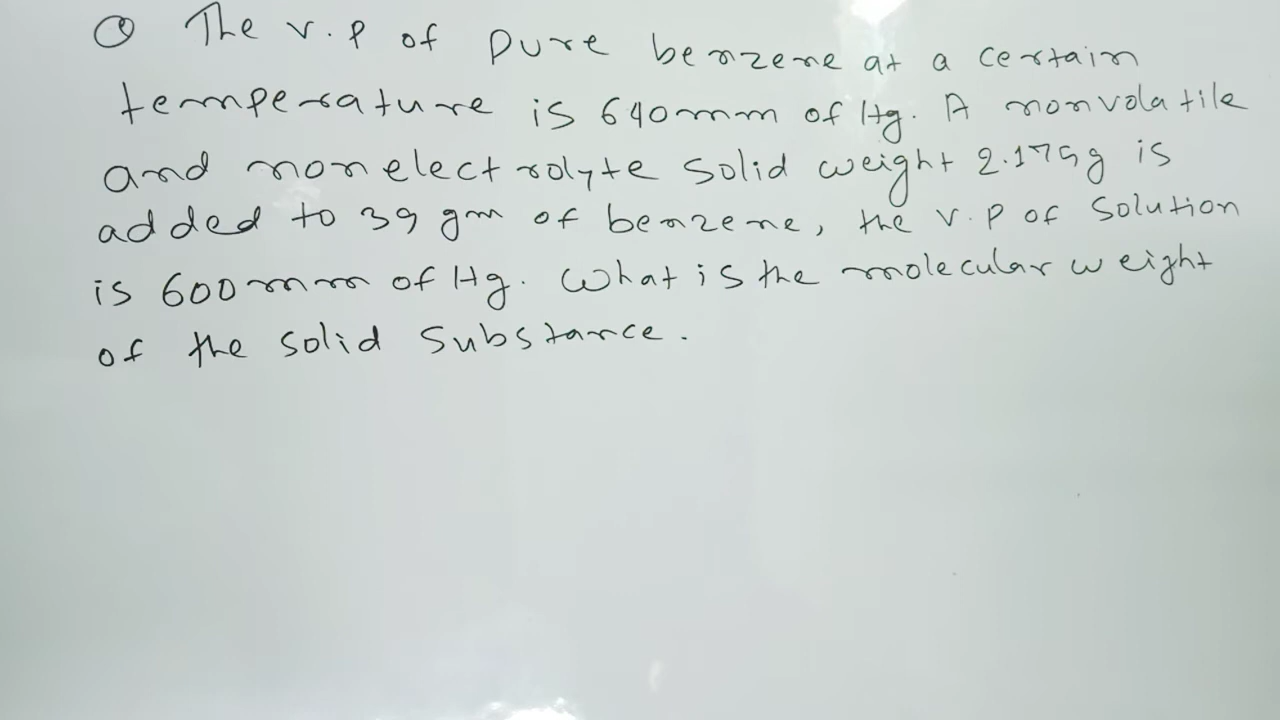 Q The v.p of pure benzene at a certain
temperature is 640mm of Hg. A nonvolatile
and nonelectrolyte solid weight 2.175g is
added to 39 gm of benzene, the v.p of solution
is 600mm of Hg. What is the molecular weight
of the solid substance.